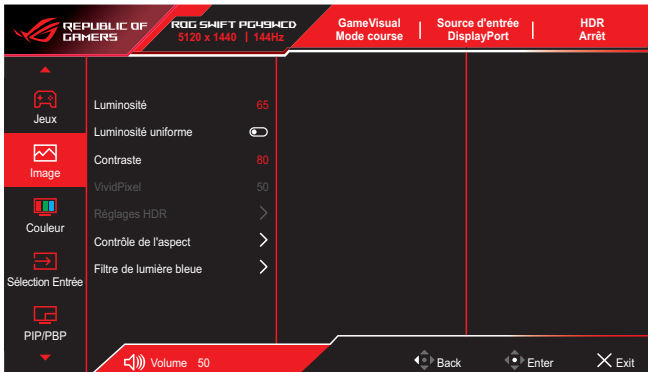 REPUBLIC OF
GAMERS
ROG SWIFT PG49WCD
5120 x 1440 | 144Hz
GameVisual
Mode course
Source d'entrée
DisplayPort
HDR
Arrêt
Jeux
Image
Couleur
Sélection Entrée
PIP/PBP
Luminosité 65
Luminosité uniforme
Contraste 80
VividPixel 50
Réglages HDR
Contrôle de l'aspect
Filtre de lumière bleue
Volume 50
Back
Enter
Exit